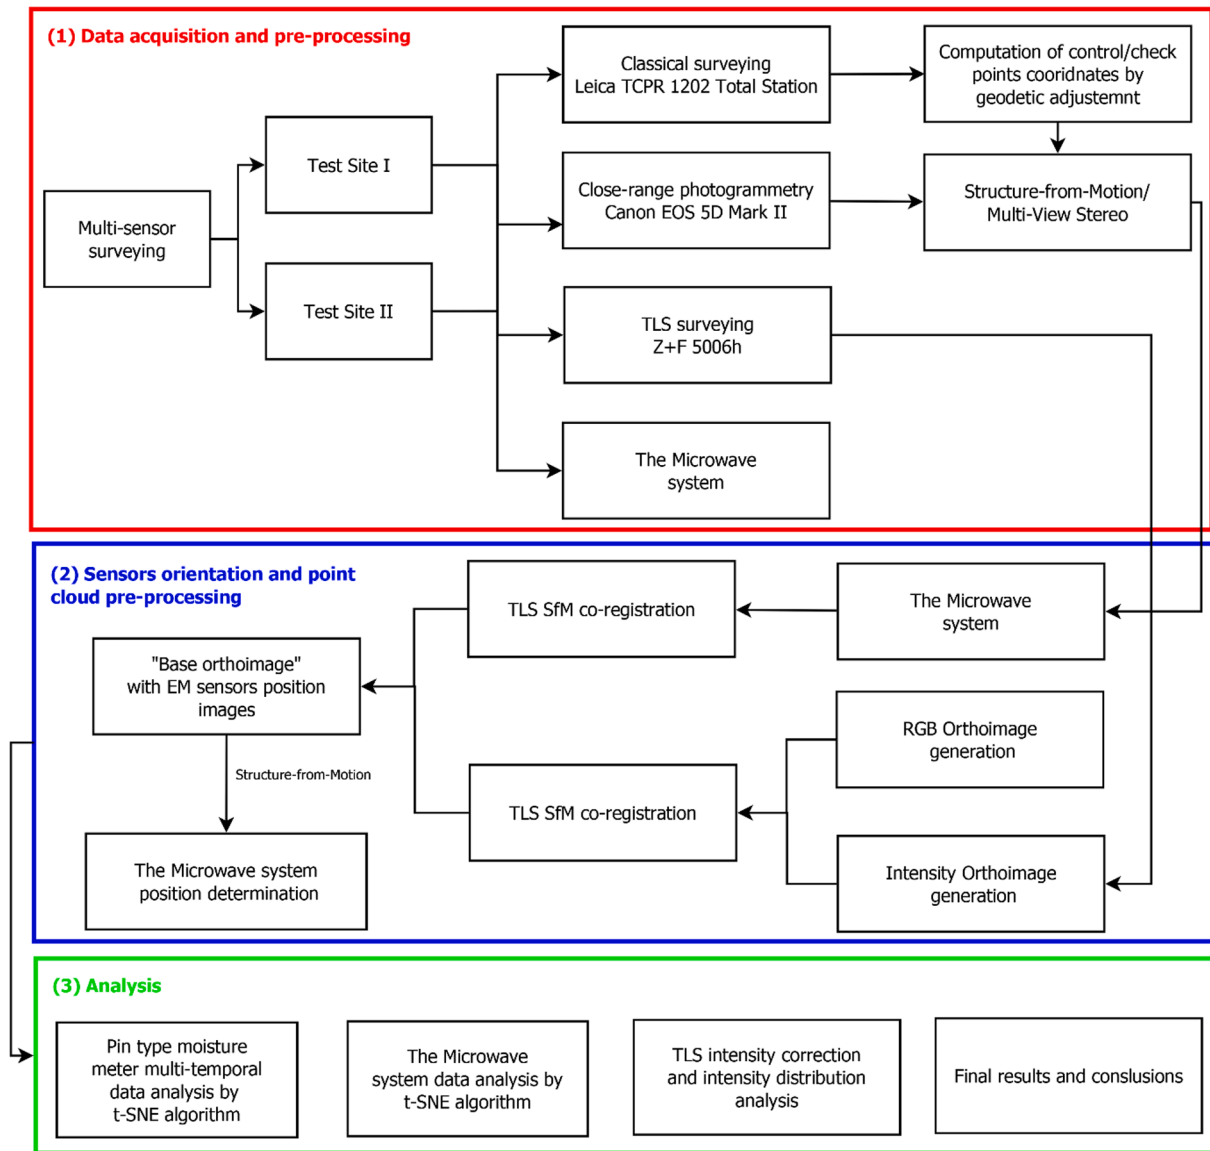 (1) Data acquisition and pre-processing
Multi-sensor
surveying
Test Site I
Test Site II
Classical surveying
Leica TCPR 1202 Total Station
Close-range photogrammetry
Canon EOS 5D Mark II
TLS surveying
Z+F 5006h
The Microwave
system
Computation of control/check
points cooridnates by
geodetic adjustemnt
Structure-from-Motion/
Multi-View Stereo
(2) Sensors orientation and point
cloud pre-processing
"Base orthoimage"
with EM sensors position
images
Structure-from-Motion
The Microwave system
position determination
TLS SfM co-registration
TLS SfM co-registration
The Microwave
system
RGB Orthoimage
generation
Intensity Orthoimage
generation
(3) Analysis
Pin type moisture
meter multi-temporal
data analysis by
t-SNE algorithm
The Microwave
system data analysis by
t-SNE algorithm
TLS intensity correction
and intensity distribution
analysis
Final results and conslusions